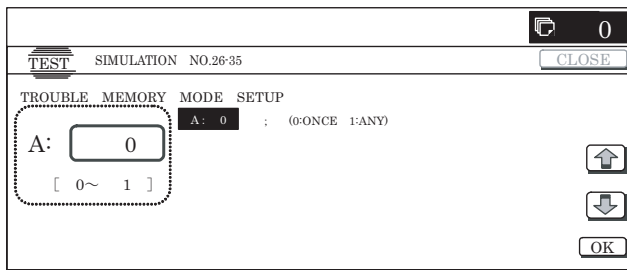 0
TEST SIMULATION NO.26-35 CLOSE
TROUBLE MEMORY MODE SETUP
A: 0 ; (0:ONCE 1:ANY)
A: 0
[ 0～ 1 ]
OK